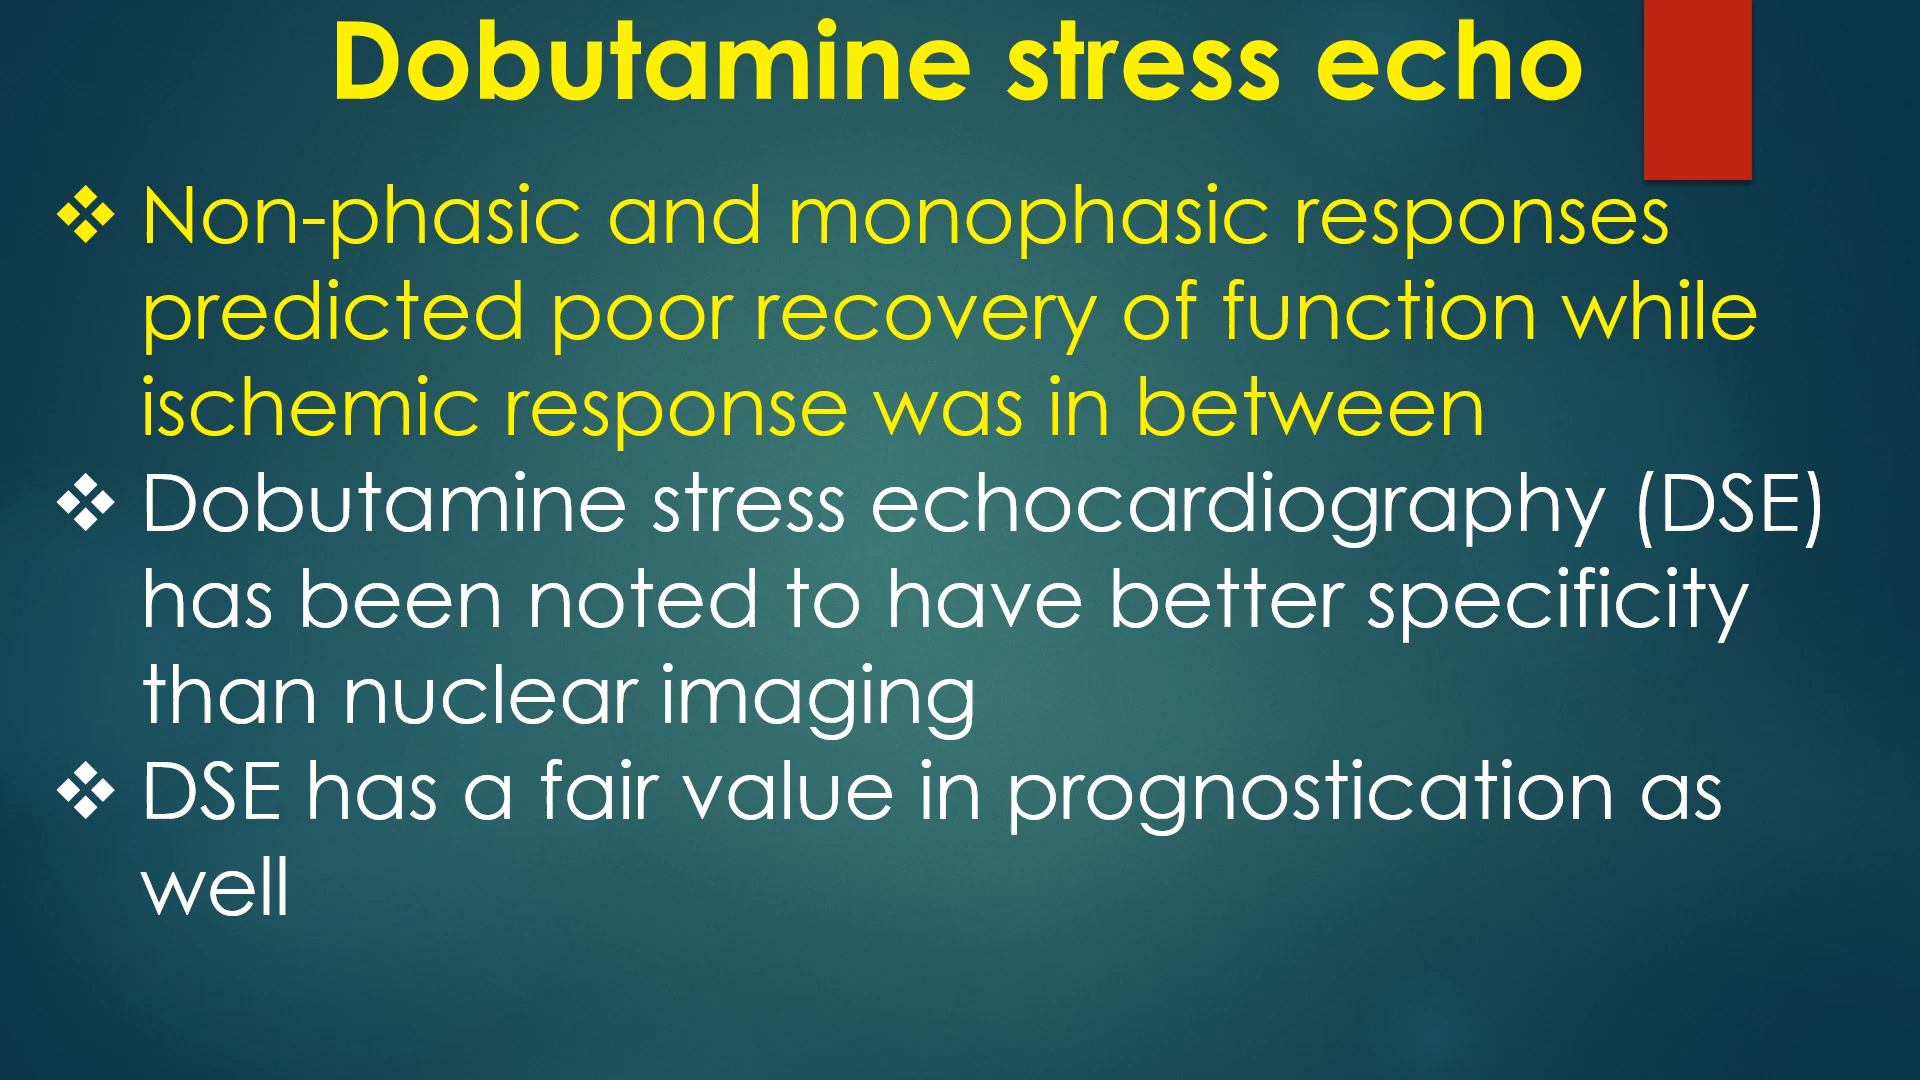 Dobutamine stress echo
❖ Non-phasic and monophasic responses
predicted poor recovery of function while
ischemic response was in between
❖ Dobutamine stress echocardiography (DSE)
has been noted to have better specificity
than nuclear imaging
❖ DSE has a fair value in prognostication as
well